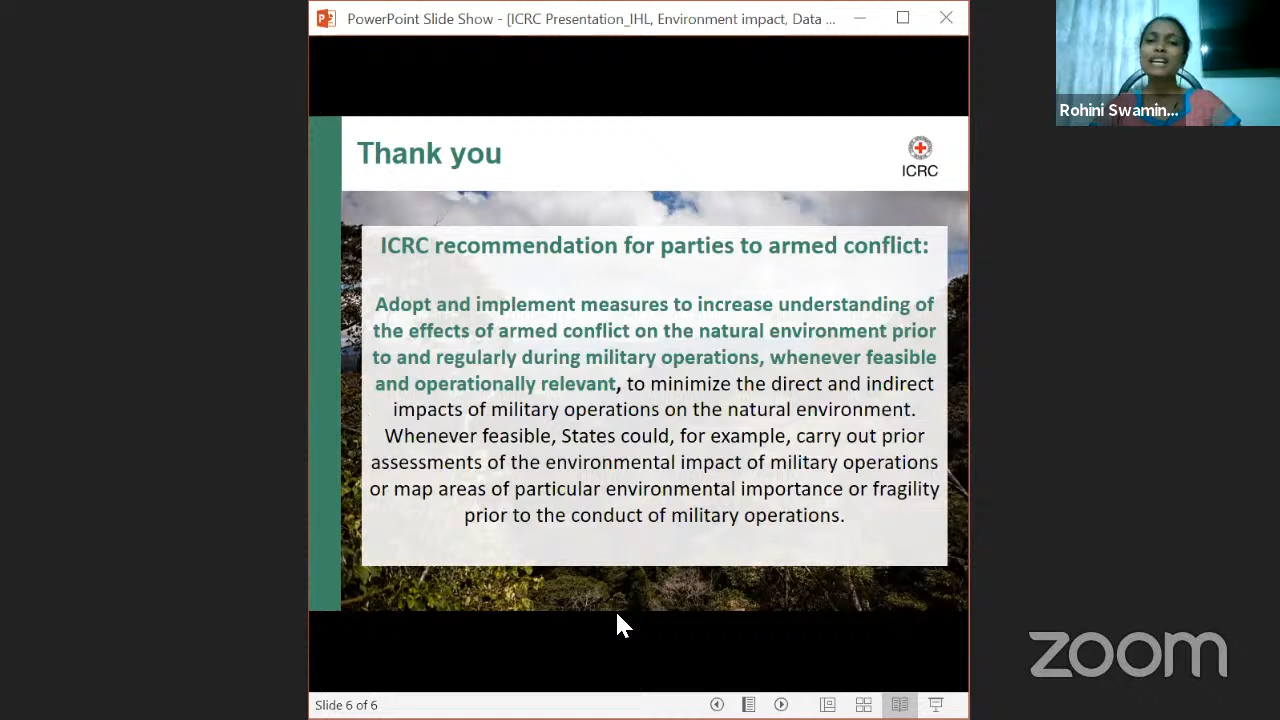 PowerPoint Slide Show - [ICRC Presentation_IHL, Environment impact, Data ...
Rohini Swamin...
Thank you
ICRC
ICRC recommendation for parties to armed conflict:
Adopt and implement measures to increase understanding of
the effects of armed conflict on the natural environment prior
to and regularly during military operations, whenever feasible
and operationally relevant, to minimize the direct and indirect
impacts of military operations on the natural environment.
Whenever feasible, States could, for example, carry out prior
assessments of the environmental impact of military operations
or map areas of particular environmental importance or fragility
prior to the conduct of military operations.
zoom
Slide 6 of 6